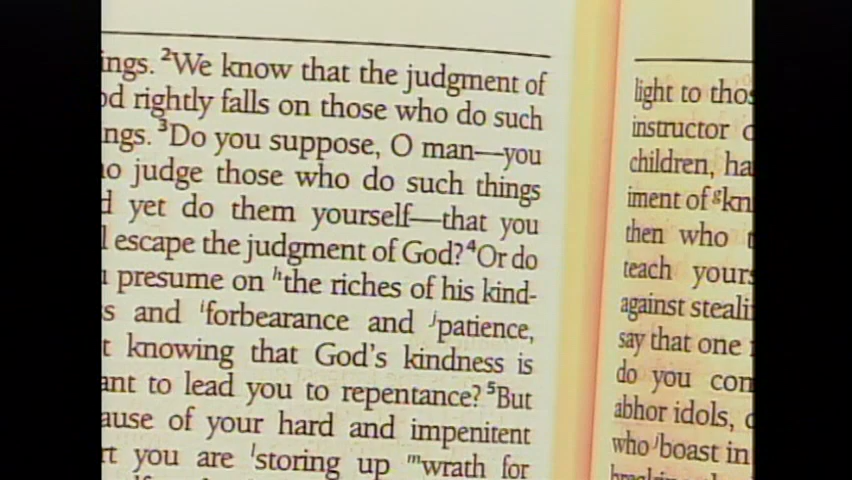 ings. ²We know that the judgment of
od rightly falls on those who do such
ngs. ³Do you suppose, O man—you
o judge those who do such things
d yet do them yourself—that you
l escape the judgment of God? ⁴Or do
u presume on ʰthe riches of his kind-
s and ⁱforbearance and ʲpatience,
t knowing that God's kindness is
ant to lead you to repentance? ⁵But
ause of your hard and impenitent
rt you are ˡstoring up ᵐwrath for
light to thos
instructor o
children, ha
iment of ᵍkn
then who t
teach yours
against steali
say that one
do you com
abhor idols,
who ʲboast in